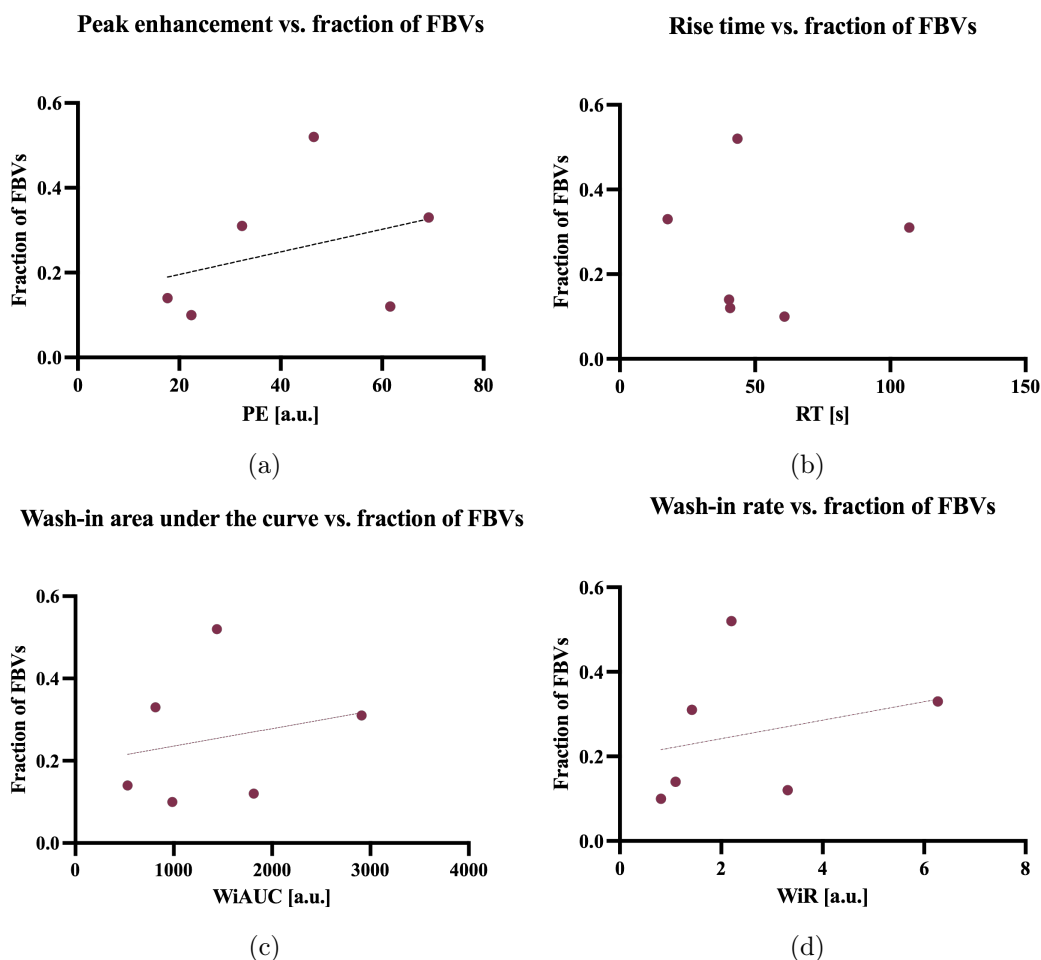 Peak enhancement vs. fraction of FBVs
Fraction of FBVs
0.6
0.4
0.2
0.0
0 20 40 60 80
PE [a.u.]
(a)
Rise time vs. fraction of FBVs
Fraction of FBVs
0.6
0.4
0.2
0.0
0 50 100 150
RT [s]
(b)
Wash-in area under the curve vs. fraction of FBVs
Fraction of FBVs
0.6
0.4
0.2
0.0
0 1000 2000 3000 4000
WiAUC [a.u.]
(c)
Wash-in rate vs. fraction of FBVs
Fraction of FBVs
0.6
0.4
0.2
0.0
0 2 4 6 8
WiR [a.u.]
(d)